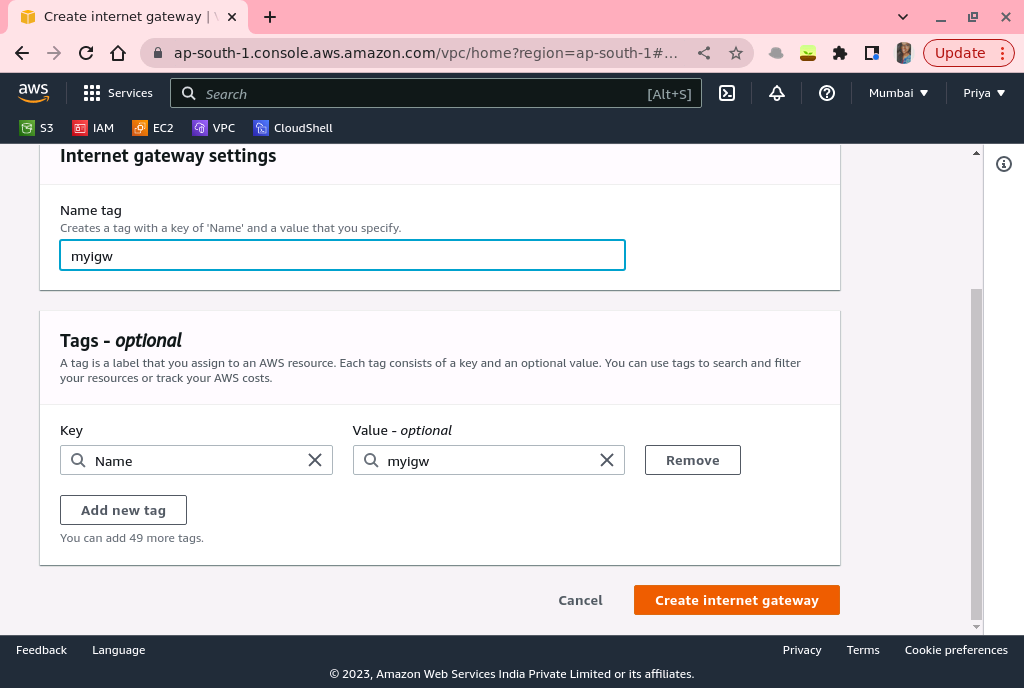 Create internet gateway |
ap-south-1.console.aws.amazon.com/vpc/home?region=ap-south-1#...
Update
aws
Services
Search
[Alt+S]
Mumbai
Priya
S3
IAM
EC2
VPC
CloudShell
Internet gateway settings
Name tag
Creates a tag with a key of 'Name' and a value that you specify.
myigw
Tags - optional
A tag is a label that you assign to an AWS resource. Each tag consists of a key and an optional value. You can use tags to search and filter
your resources or track your AWS costs.
Key
Value - optional
Name
myigw
Remove
Add new tag
You can add 49 more tags.
Cancel
Create internet gateway
Feedback
Language
Privacy
Terms
Cookie preferences
© 2023, Amazon Web Services India Private Limited or its affiliates.